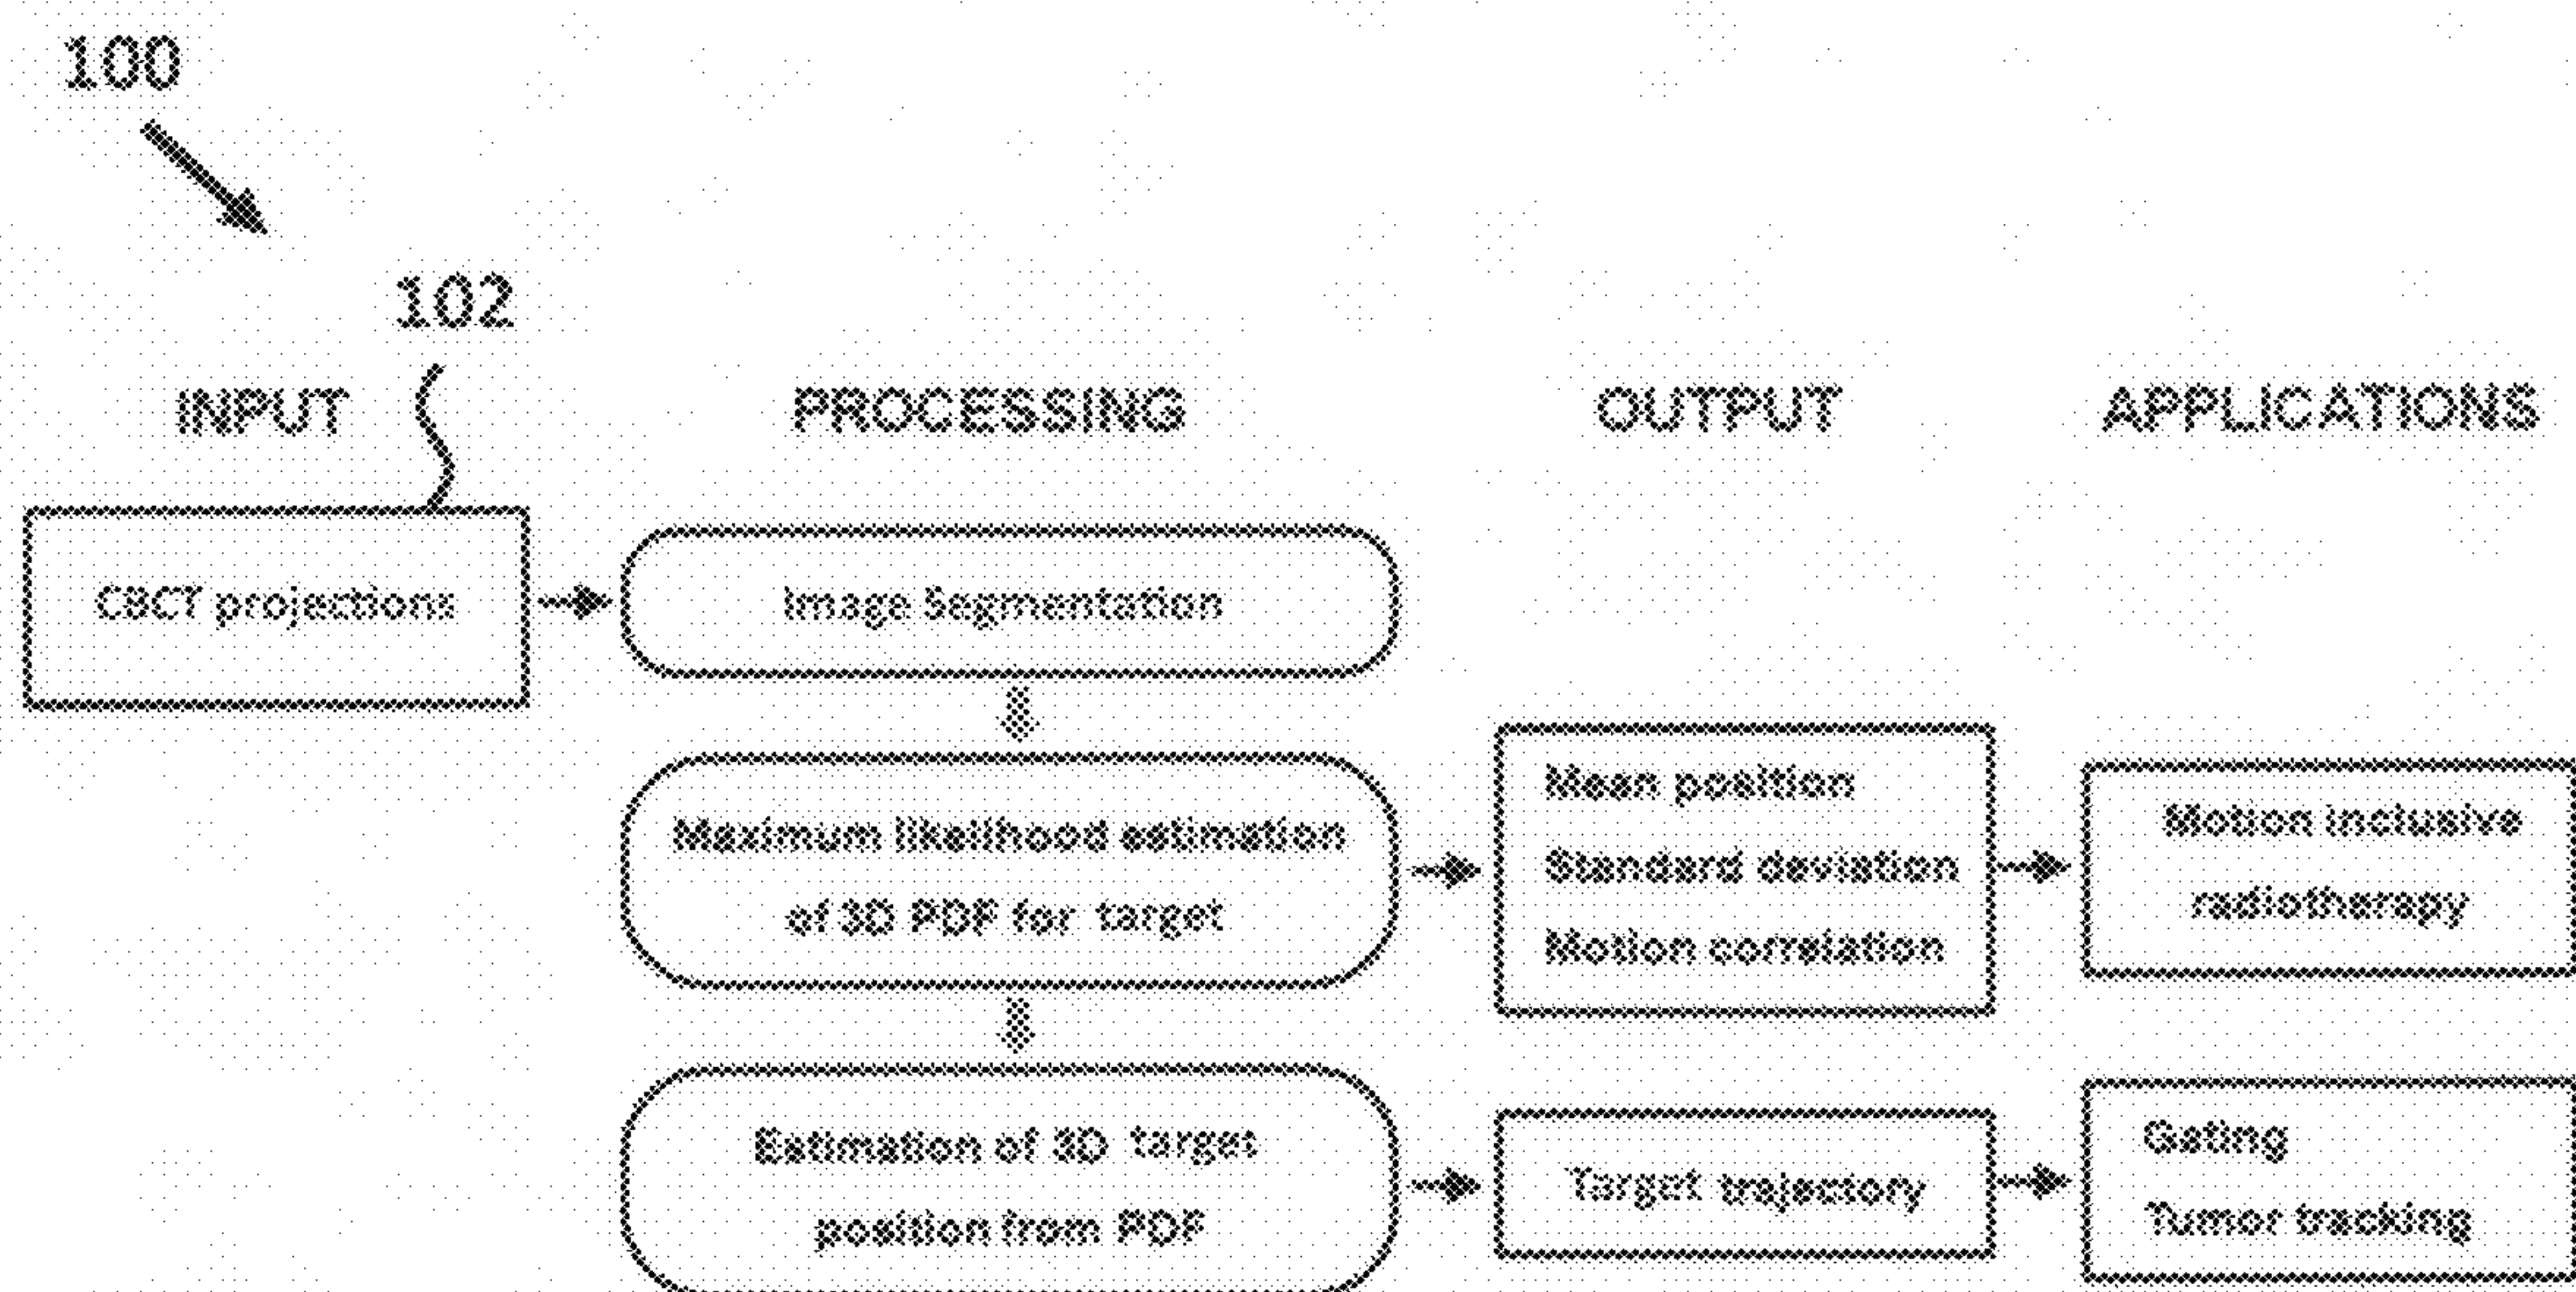 100
102
INPUT
PROCESSING
OUTPUT
APPLICATIONS
CBCT projections
Image Segmentation
Maximum likelihood estimation
of 3D PDF for target
Mean position
Standard deviation
Motion correlation
Motion inclusive
radiotherapy
Estimation of 3D target
position from PDF
Target trajectory
Gating
Tumor tracking